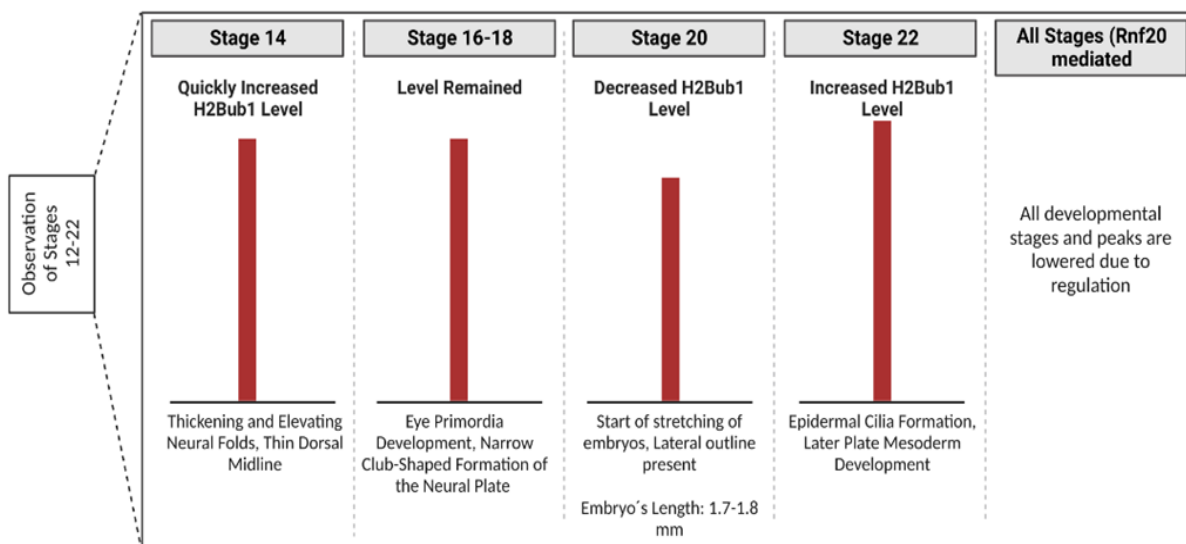 Observation
of Stages
12-22
Stage 14
Quickly Increased
H2Bub1 Level
Thickening and Elevating
Neural Folds, Thin Dorsal
Midline
Stage 16-18
Level Remained
Eye Primordia
Development, Narrow
Club-Shaped Formation of
the Neural Plate
Stage 20
Decreased H2Bub1
Level
Start of stretching of
embryos, Lateral outline
present
Embryo´s Length: 1.7-1.8
mm
Stage 22
Increased H2Bub1
Level
Epidermal Cilia Formation,
Later Plate Mesoderm
Development
All Stages (Rnf20
mediated
All developmental
stages and peaks are
lowered due to
regulation